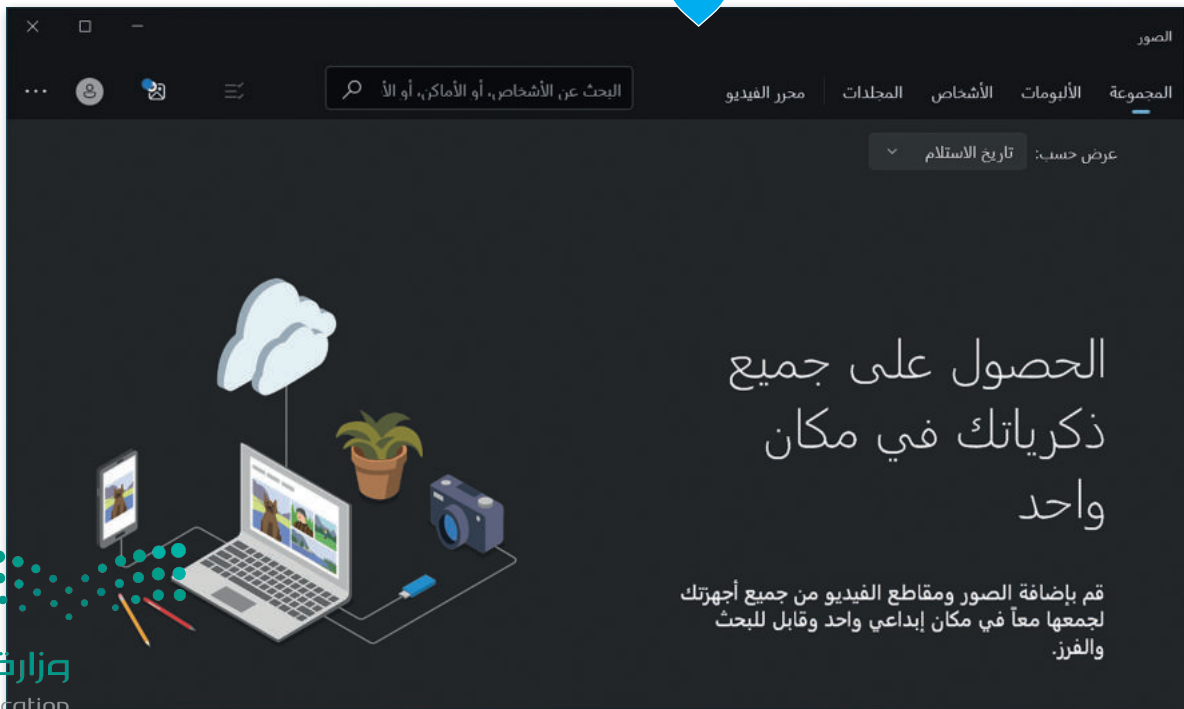 الصور
المجموعة الألبومات الأشخاص المجلدات محرر الفيديو البحث عن الأشخاص، أو الأماكن، أو الأ
عرض حسب: تاريخ الاستلام
الحصول على جميع
ذكرياتك في مكان
واحد
قم بإضافة الصور ومقاطع الفيديو من جميع أجهزتك
لجمعها معاً في مكان إبداعي واحد وقابل للبحث
والفرز.
وزارة